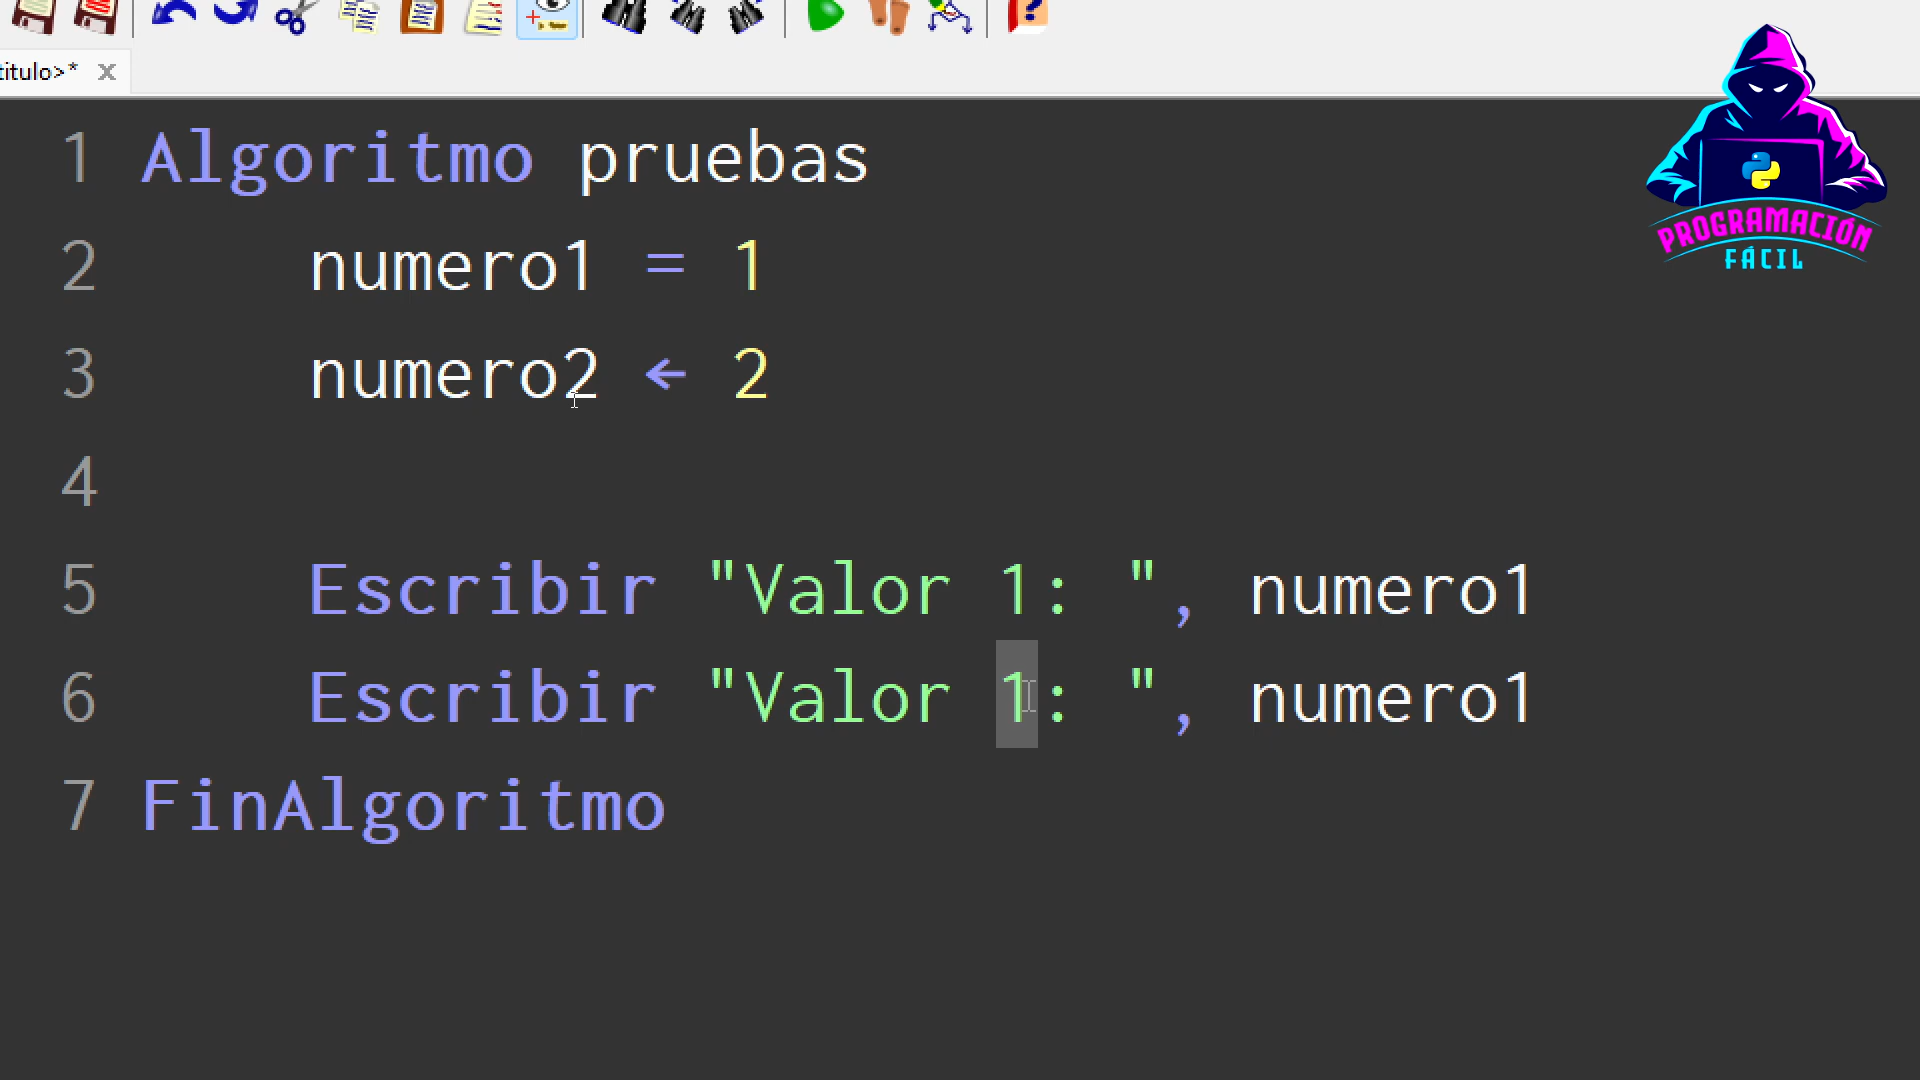 titulo>*
1 Algoritmo pruebas
2 numero1 = 1
3 numero2 ← 2
4
5 Escribir "Valor 1: ", numero1
6 Escribir "Valor 1: ", numero1
7 FinAlgoritmo
PROGRAMACIÓN
FÁCIL